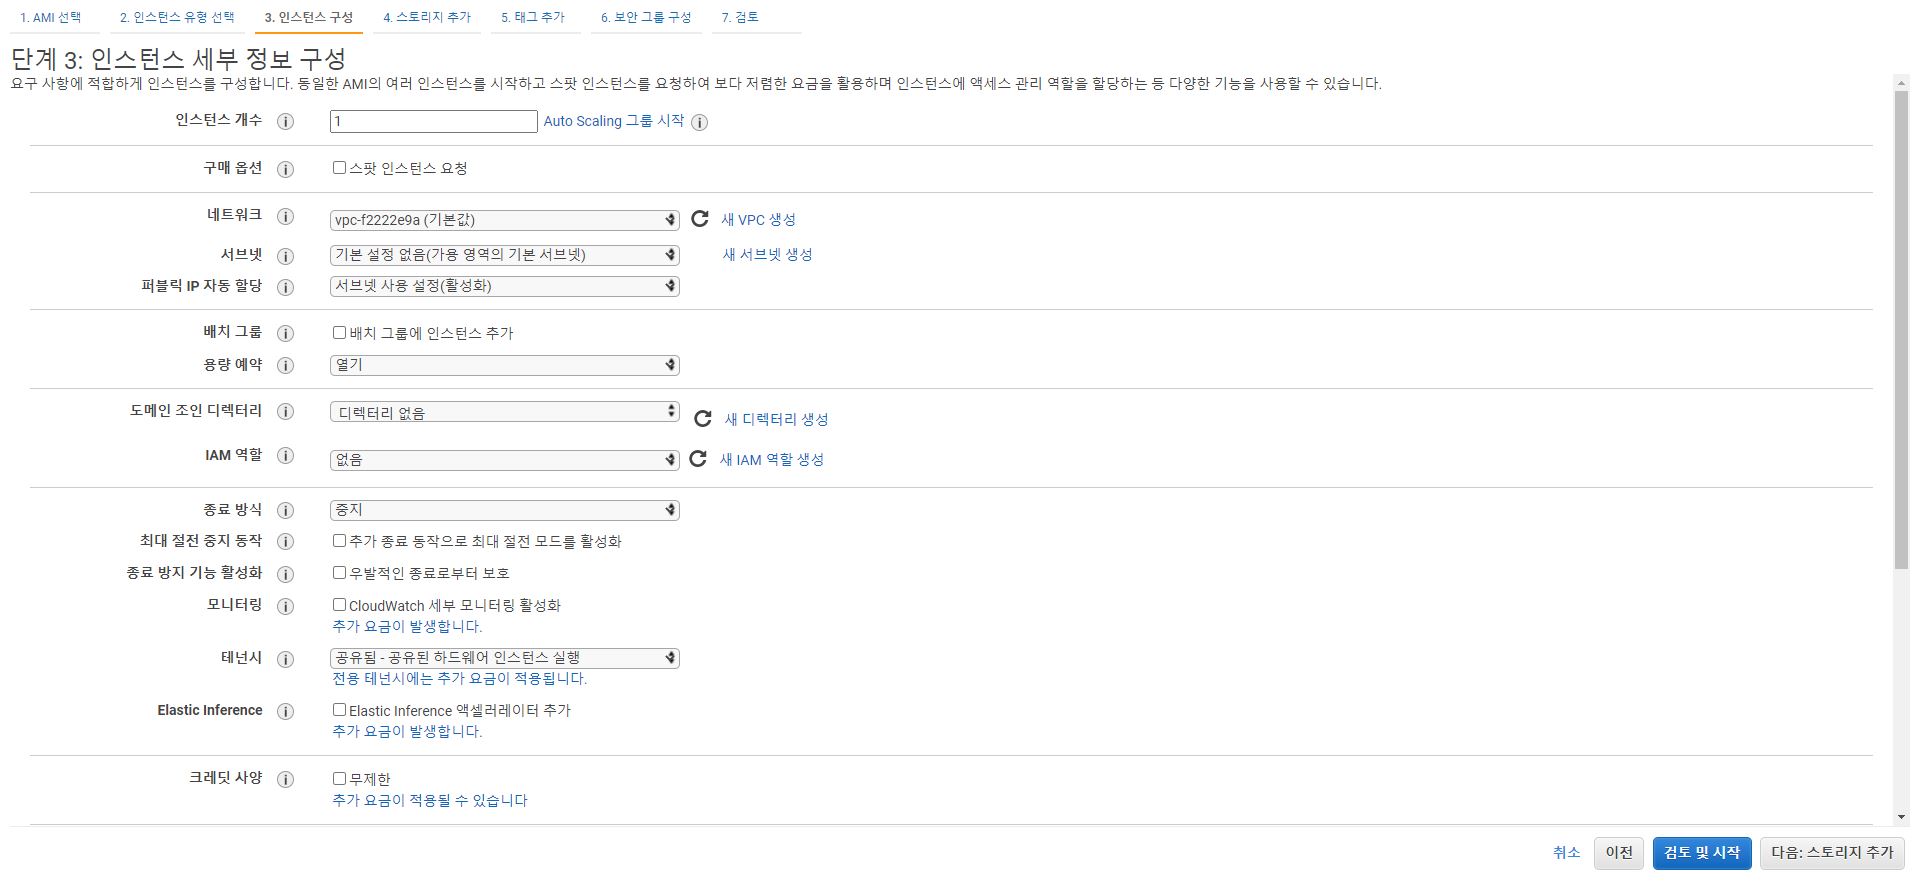 1. AMI 선택 2. 인스턴스 유형 선택 3. 인스턴스 구성 4. 스토리지 추가 5. 태그 추가 6. 보안 그룹 구성 7. 검토
단계 3: 인스턴스 세부 정보 구성
요구 사항에 적합하게 인스턴스를 구성합니다. 동일한 AMI의 여러 인스턴스를 시작하고 스팟 인스턴스를 요청하여 보다 저렴한 요금을 활용하며 인스턴스에 액세스 관리 역할을 할당하는 등 다양한 기능을 사용할 수 있습니다.
인스턴스 개수 i 1 Auto Scaling 그룹 시작 i
구매 옵션 i 스팟 인스턴스 요청
네트워크 i vpc-f2222e9a (기본값) 새 VPC 생성
서브넷 i 기본 설정 없음(가용 영역의 기본 서브넷) 새 서브넷 생성
퍼블릭 IP 자동 할당 i 서브넷 사용 설정(활성화)
배치 그룹 i 배치 그룹에 인스턴스 추가
용량 예약 i 열기
도메인 조인 디렉터리 i 디렉터리 없음 새 디렉터리 생성
IAM 역할 i 없음 새 IAM 역할 생성
종료 방식 i 중지
최대 절전 중지 동작 i 추가 종료 동작으로 최대 절전 모드를 활성화
종료 방지 기능 활성화 i 우발적인 종료로부터 보호
모니터링 i CloudWatch 세부 모니터링 활성화
추가 요금이 발생합니다.
테넌시 i 공유됨 - 공유된 하드웨어 인스턴스 실행
전용 테넌시에는 추가 요금이 적용됩니다.
Elastic Inference i Elastic Inference 액셀러레이터 추가
추가 요금이 발생합니다.
크레딧 사양 i 무제한
추가 요금이 적용될 수 있습니다
취소 이전 검토 및 시작 다음: 스토리지 추가